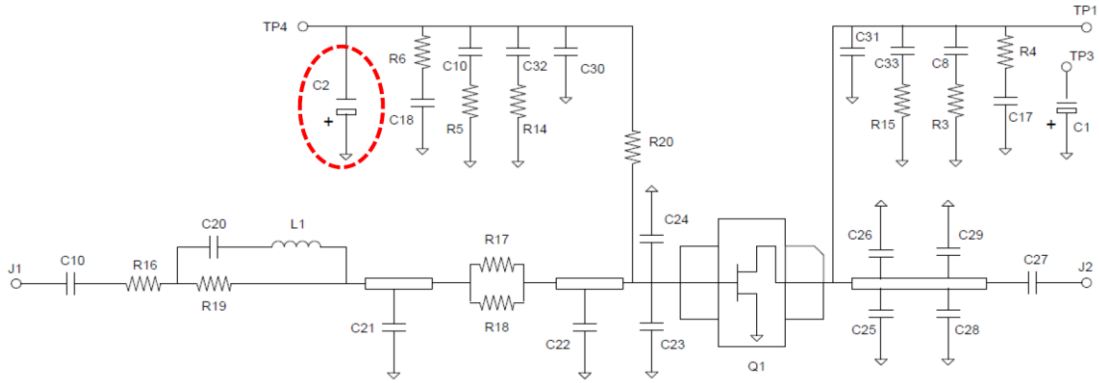 TP4
TP1
C31
R4
TP3
R6
C10
C32
C30
C33
C8
C2
+
C18
R5
R14
R15
R3
C17
+
C1
R20
C24
C20
L1
R17
C26
C29
J1
C10
R16
R19
C27
J2
C21
R18
C22
C23
C25
C28
Q1